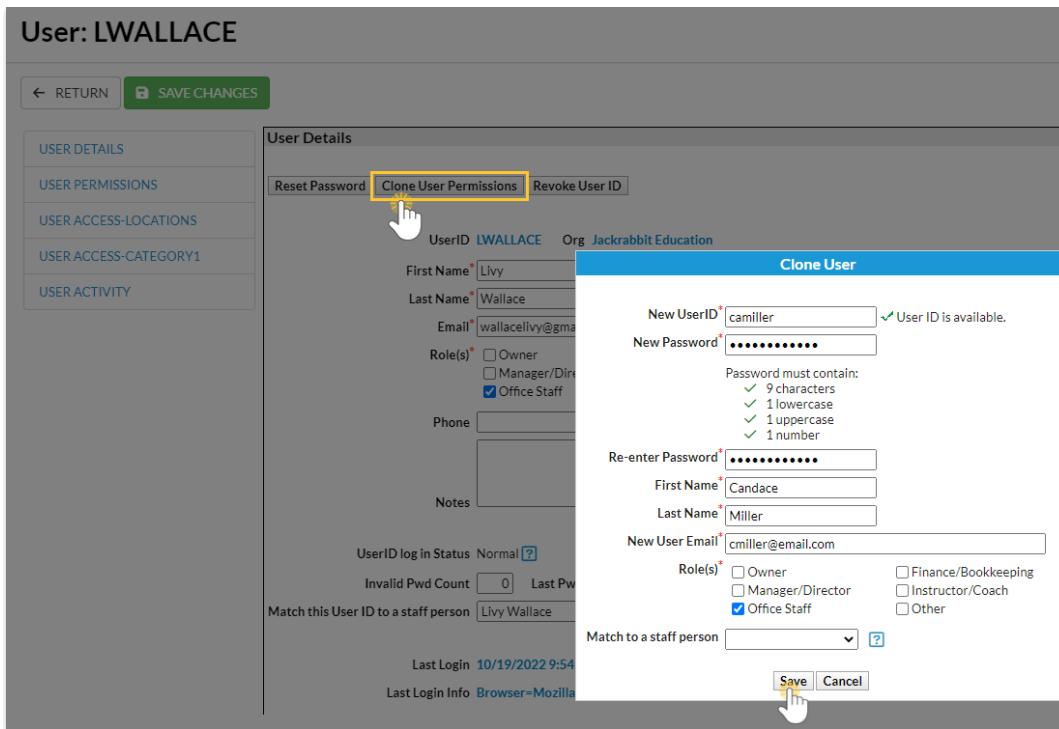 User: LWALLACE
← RETURN
SAVE CHANGES
USER DETAILS
USER PERMISSIONS
USER ACCESS-LOCATIONS
USER ACCESS-CATEGORY1
USER ACTIVITY
User Details
Reset Password Clone User Permissions Revoke User ID
UserID LWALLACE Org Jackrabbit Education
First Name* Livy
Last Name* Wallace
Email* wallacelivy@gma
Role(s)* Owner
Manager/Dire
Office Staff
Phone
Notes
UserID log in Status Normal ?
Invalid Pwd Count 0 Last Pw
Match this User ID to a staff person Livy Wallace
Last Login 10/19/2022 9:54
Last Login Info Browser=Mozilla
Clone User
New UserID* camiller ✓ User ID is available.
New Password* ••••••••••••
Password must contain:
✓ 9 characters
✓ 1 lowercase
✓ 1 uppercase
✓ 1 number
Re-enter Password* ••••••••••••
First Name* Candace
Last Name* Miller
New User Email* cmiller@email.com
Role(s)* Owner Finance/Bookkeeping
Manager/Director Instructor/Coach
Office Staff Other
Match to a staff person ?
Save Cancel